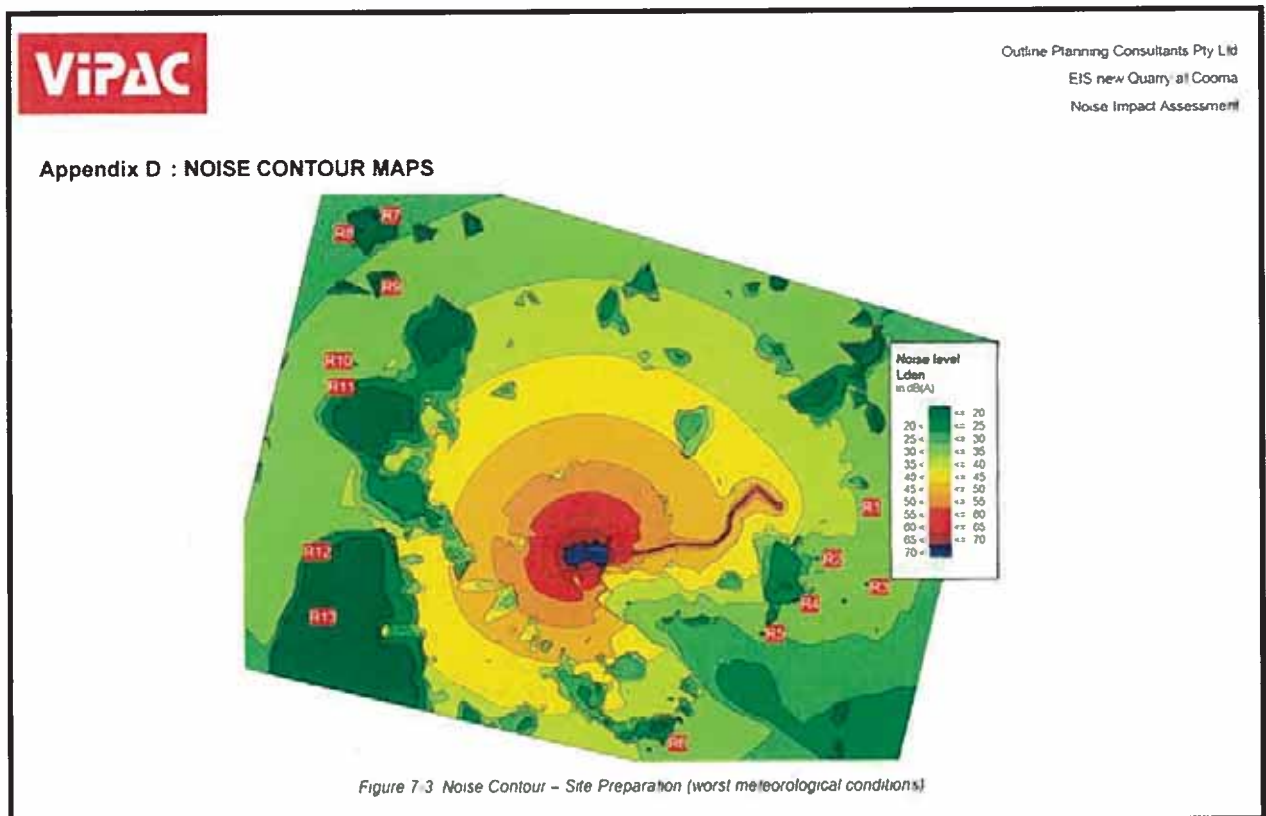 ViPAC
Outline Planning Consultants Pty Ltd
EIS new Quarry at Cooma
Noise Impact Assessment
Appendix D : NOISE CONTOUR MAPS
R7
R8
R9
R10
R11
R12
R13
R1
R2
R3
R4
R5
R6
Noise level
Lden
in dB(A)
<= 20
20 < <= 25
25 < <= 30
30 < <= 35
35 < <= 40
40 < <= 45
45 < <= 50
50 < <= 55
55 < <= 60
60 < <= 65
65 < <= 70
70 <
Figure 7-3 Noise Contour – Site Preparation (worst meteorological conditions)